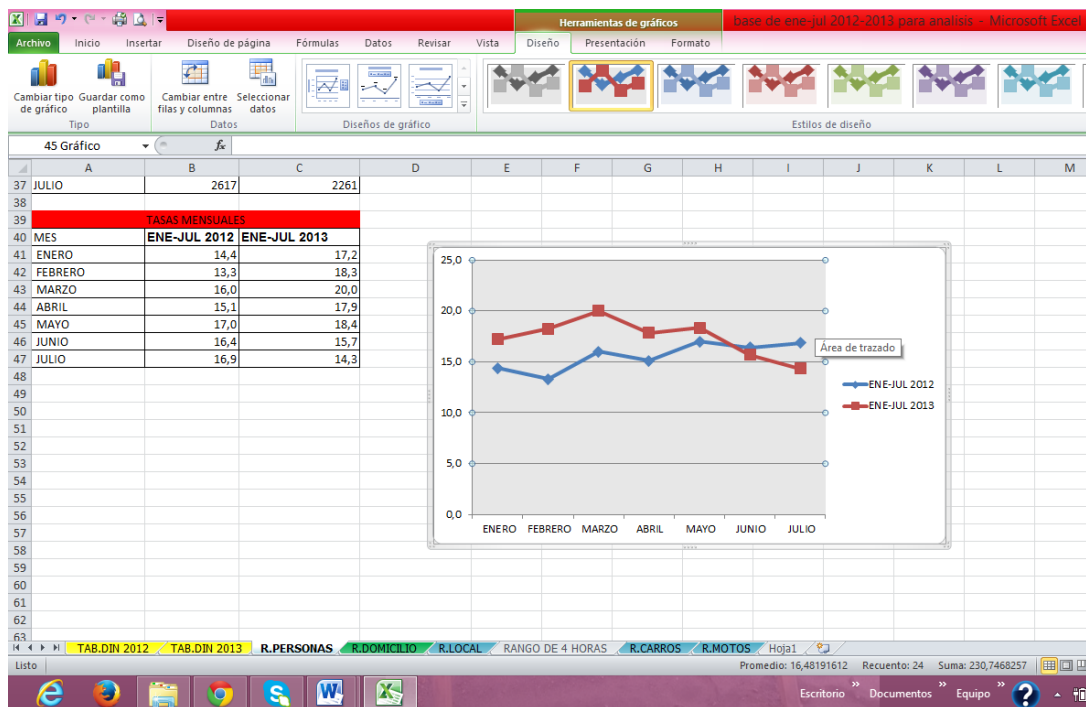 Herramientas de gráficos
base de ene-jul 2012-2013 para analisis - Microsoft Excel
Archivo Inicio Insertar Diseño de página Fórmulas Datos Revisar Vista Diseño Presentación Formato
Cambiar tipo de gráfico
Guardar como plantilla
Cambiar entre filas y columnas
Seleccionar datos
Tipo Datos Diseños de gráfico Estilos de diseño
45 Gráfico fx
A B C D E F G H I J K L M
37 JULIO 2617 2261
38
39 TASAS MENSUALES
40 MES ENE-JUL 2012 ENE-JUL 2013
41 ENERO 14,4 17,2
42 FEBRERO 13,3 18,3
43 MARZO 16,0 20,0
44 ABRIL 15,1 17,9
45 MAYO 17,0 18,4
46 JUNIO 16,4 15,7
47 JULIO 16,9 14,3
48
49
50
51
52
53
54
55
56
57
58
59
60
61
62
63
25,0
20,0
15,0
10,0
5,0
0,0
ENERO FEBRERO MARZO ABRIL MAYO JUNIO JULIO
Área de trazado
ENE-JUL 2012
ENE-JUL 2013
TAB.DIN 2012 TAB.DIN 2013 R.PERSONAS R.DOMICILIO R.LOCAL RANGO DE 4 HORAS R.CARROS R.MOTOS Hoja1
Listo Promedio: 16,48191612 Recuento: 24 Suma: 230,7468257
Escritorio » Documentos » Equipo »